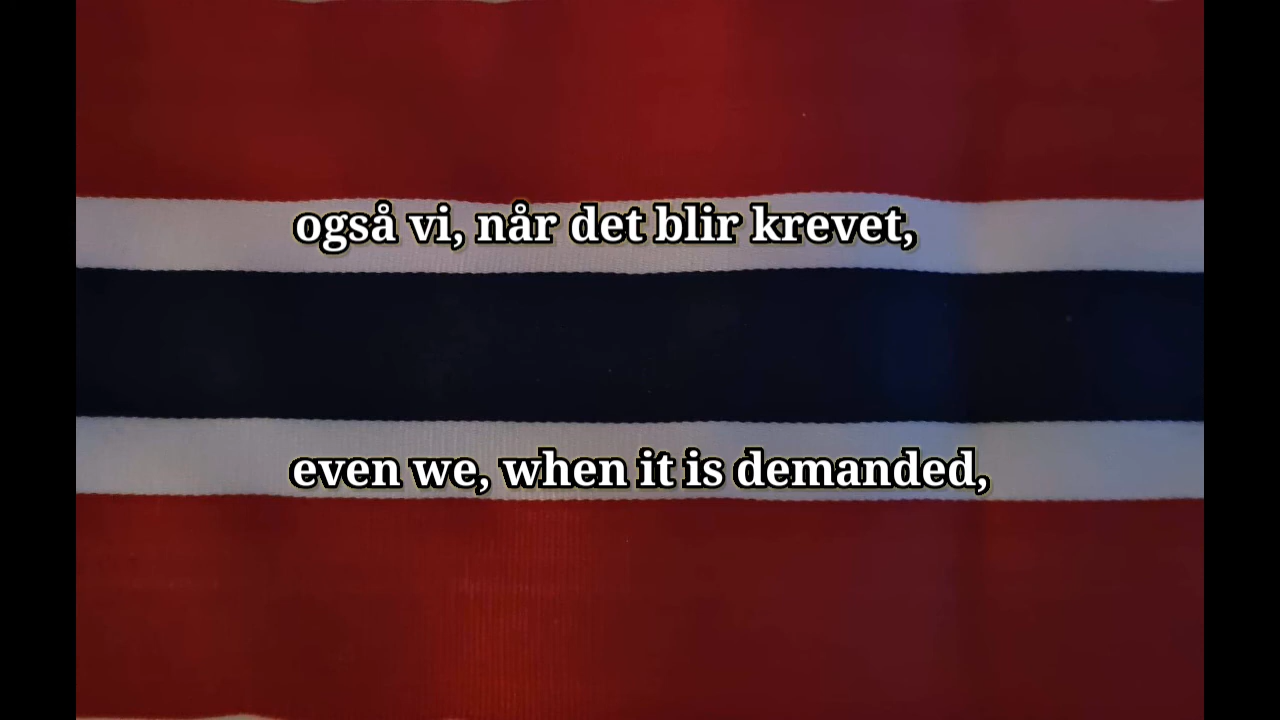 også vi, når det blir krevet,
even we, when it is demanded,